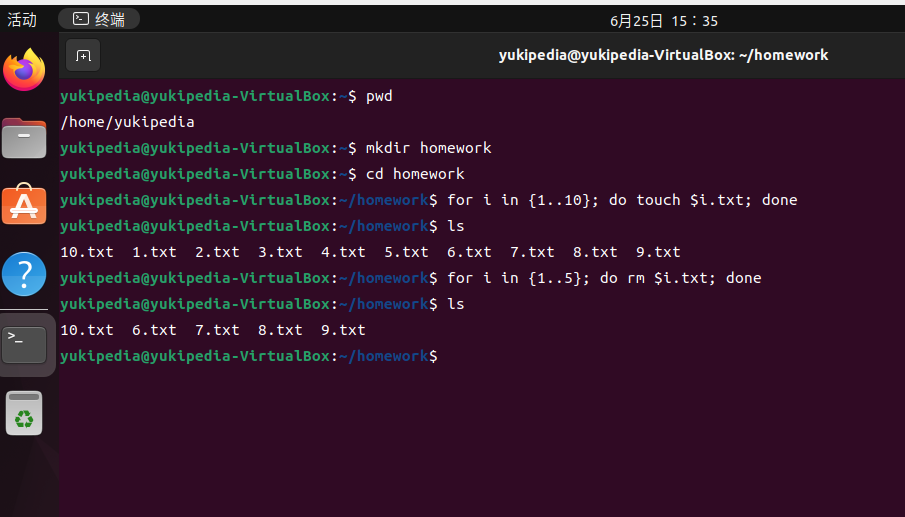 活动 终端 6月25日 15：35
yukipedia@yukipedia-VirtualBox: ~/homework
yukipedia@yukipedia-VirtualBox:~$ pwd
/home/yukipedia
yukipedia@yukipedia-VirtualBox:~$ mkdir homework
yukipedia@yukipedia-VirtualBox:~$ cd homework
yukipedia@yukipedia-VirtualBox:~/homework$ for i in {1..10}; do touch $i.txt; done
yukipedia@yukipedia-VirtualBox:~/homework$ ls
10.txt  1.txt  2.txt  3.txt  4.txt  5.txt  6.txt  7.txt  8.txt  9.txt
yukipedia@yukipedia-VirtualBox:~/homework$ for i in {1..5}; do rm $i.txt; done
yukipedia@yukipedia-VirtualBox:~/homework$ ls
10.txt  6.txt  7.txt  8.txt  9.txt
yukipedia@yukipedia-VirtualBox:~/homework$